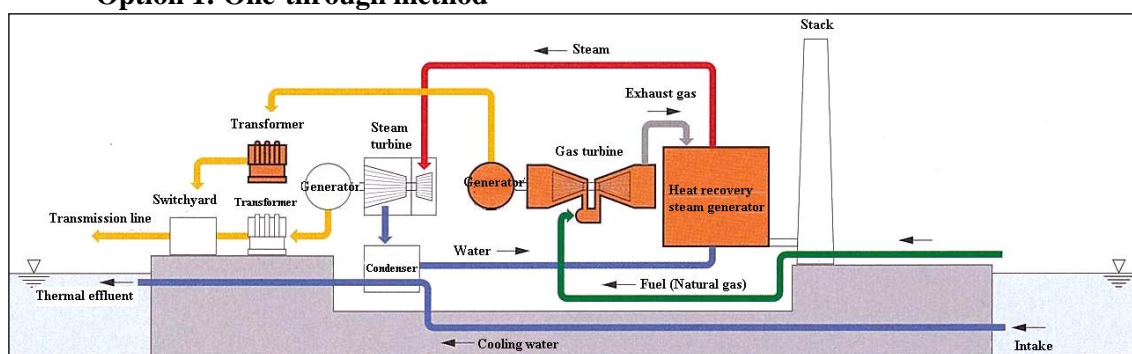 Option 1: One-through method
Stack
Steam
Exhaust gas
Transformer
Steam
turbine
Gas turbine
Generator
Generator
Heat recovery
steam generator
Switchyard
Transformer
Transmission line
Water
Condenser
Fuel (Natural gas)
Thermal effluent
Cooling water
Intake